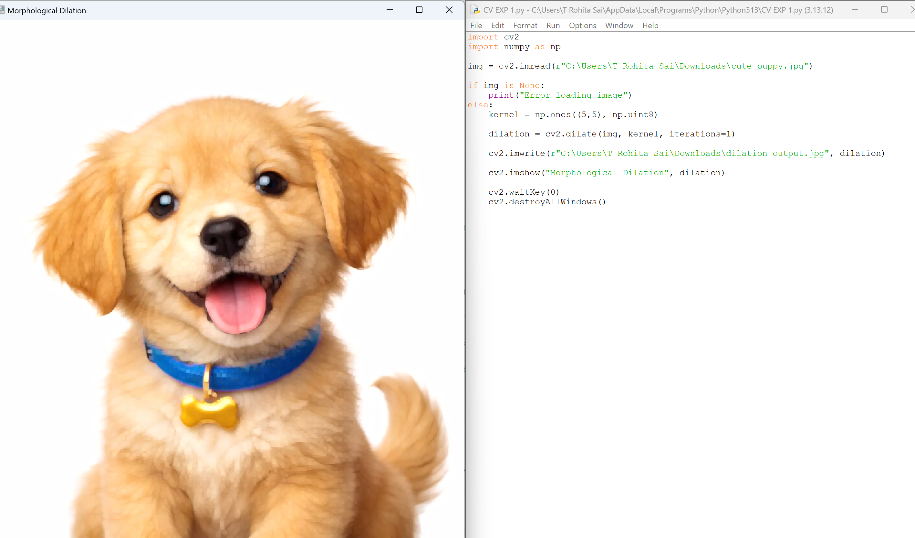 Morphological Dilation
CV EXP 1.py - C:\Users\T Rohita Sai\AppData\Local\Programs\Python\Python313\CV EXP 1.py (3.13.12)
File Edit Format Run Options Window Help
import cv2
import numpy as np
img = cv2.imread(r"C:\Users\T Rohita Sai\Downloads\cute puppy.jpg")
if img is None:
    print("Error loading image")
else:
    kernel = np.ones((5,5), np.uint8)
    dilation = cv2.dilate(img, kernel, iterations=1)
    cv2.imwrite(r"C:\Users\T Rohita Sai\Downloads\dilation output.jpg", dilation)
    cv2.imshow("Morphological Dilation", dilation)
    cv2.waitKey(0)
    cv2.destroyAllWindows()